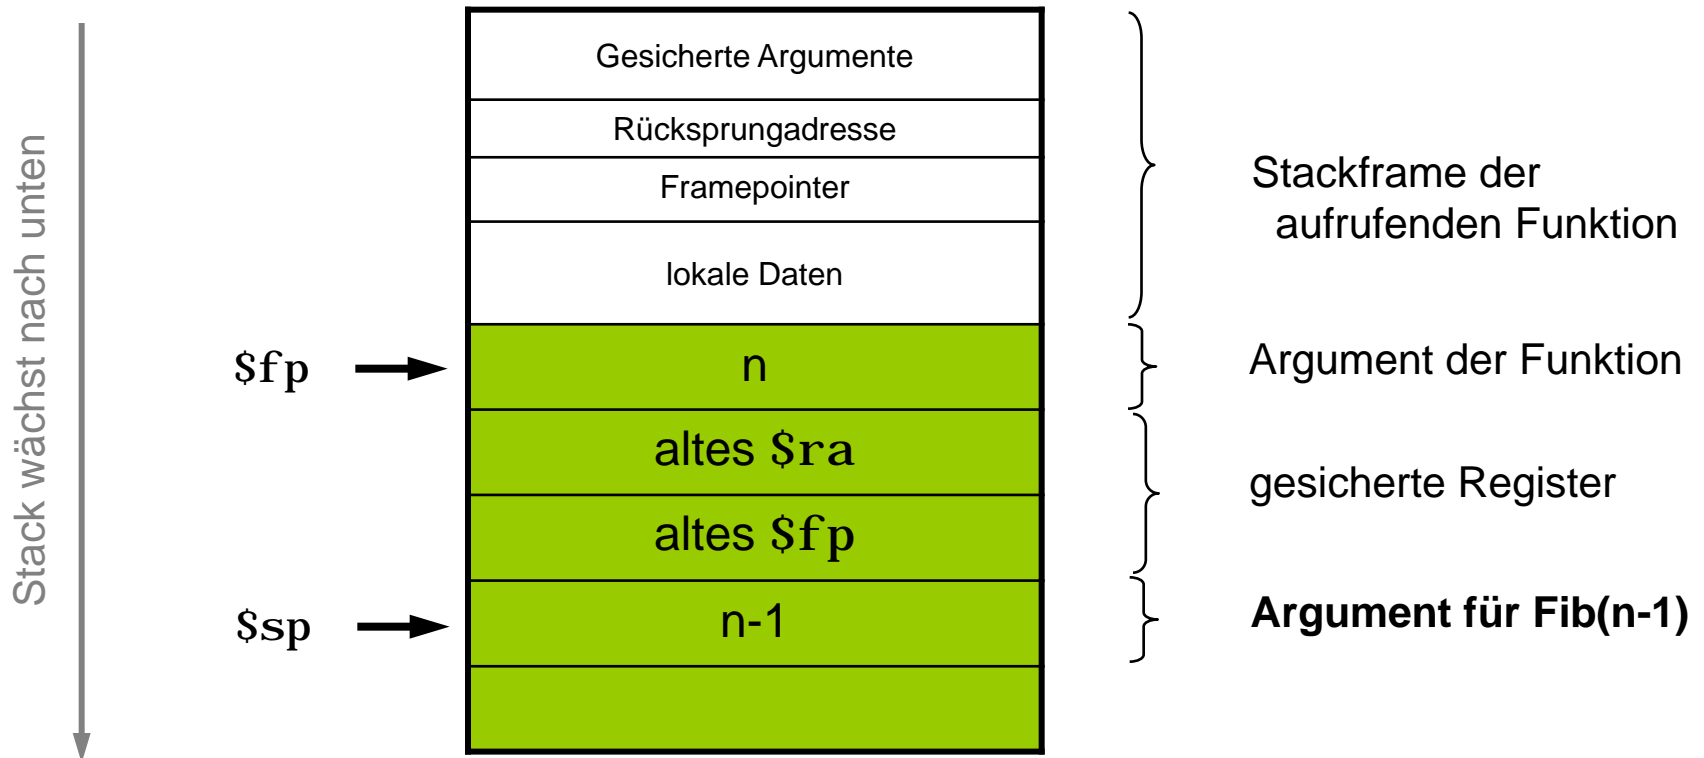 Stack wächst nach unten
Gesicherte Argumente
Rücksprungadresse
Framepointer
lokale Daten
Stackframe der
aufrufenden Funktion
$fp
n
Argument der Funktion
altes $ra
altes $fp
gesicherte Register
$sp
n-1
Argument für Fib(n-1)